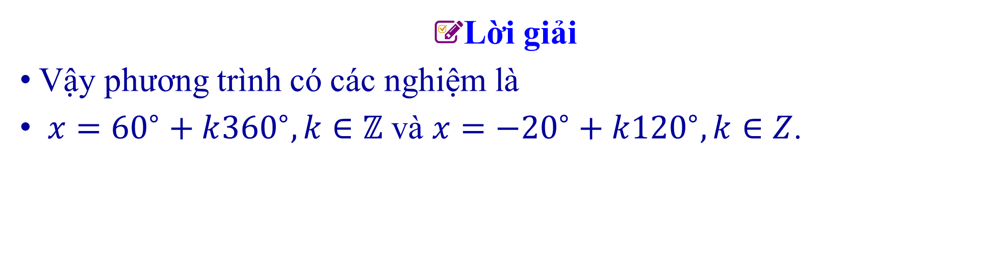 Lời giải
• Vậy phương trình có các nghiệm là
• 𝑥 = 60° + 𝑘360°, 𝑘 ∈ ℤ và 𝑥 = −20° + 𝑘120°, 𝑘 ∈ 𝑍.